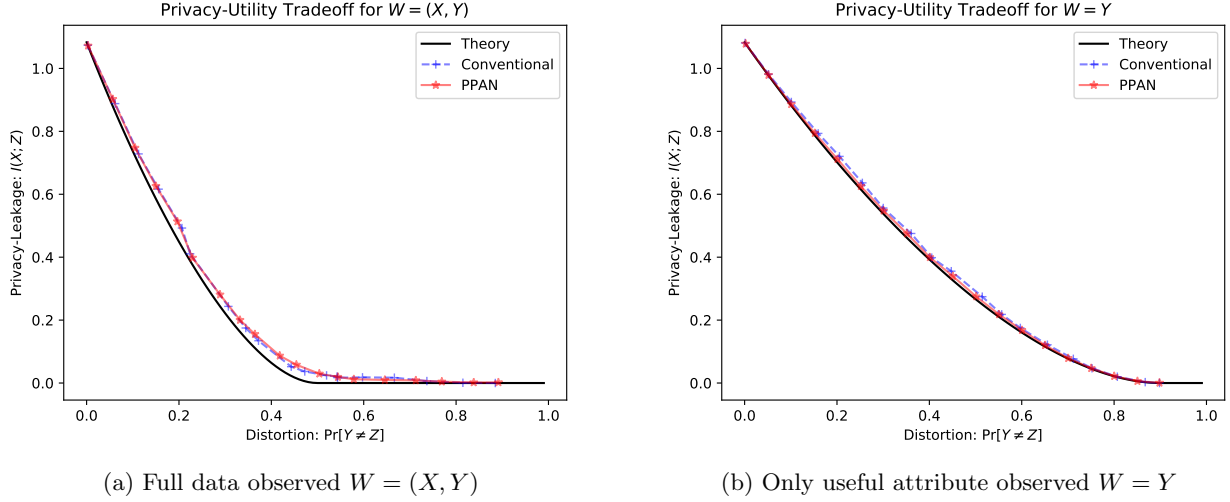 Privacy-Utility Tradeoff for W = (X, Y)
Privacy-Leakage: I(X; Z)
1.0
0.8
0.6
0.4
0.2
0.0
Theory
Conventional
PPAN
0.0 0.2 0.4 0.6 0.8 1.0
Distortion: Pr[Y ≠ Z]
(a) Full data observed W = (X, Y)
Privacy-Utility Tradeoff for W = Y
Privacy-Leakage: I(X; Z)
1.0
0.8
0.6
0.4
0.2
0.0
Theory
Conventional
PPAN
0.0 0.2 0.4 0.6 0.8 1.0
Distortion: Pr[Y ≠ Z]
(b) Only useful attribute observed W = Y